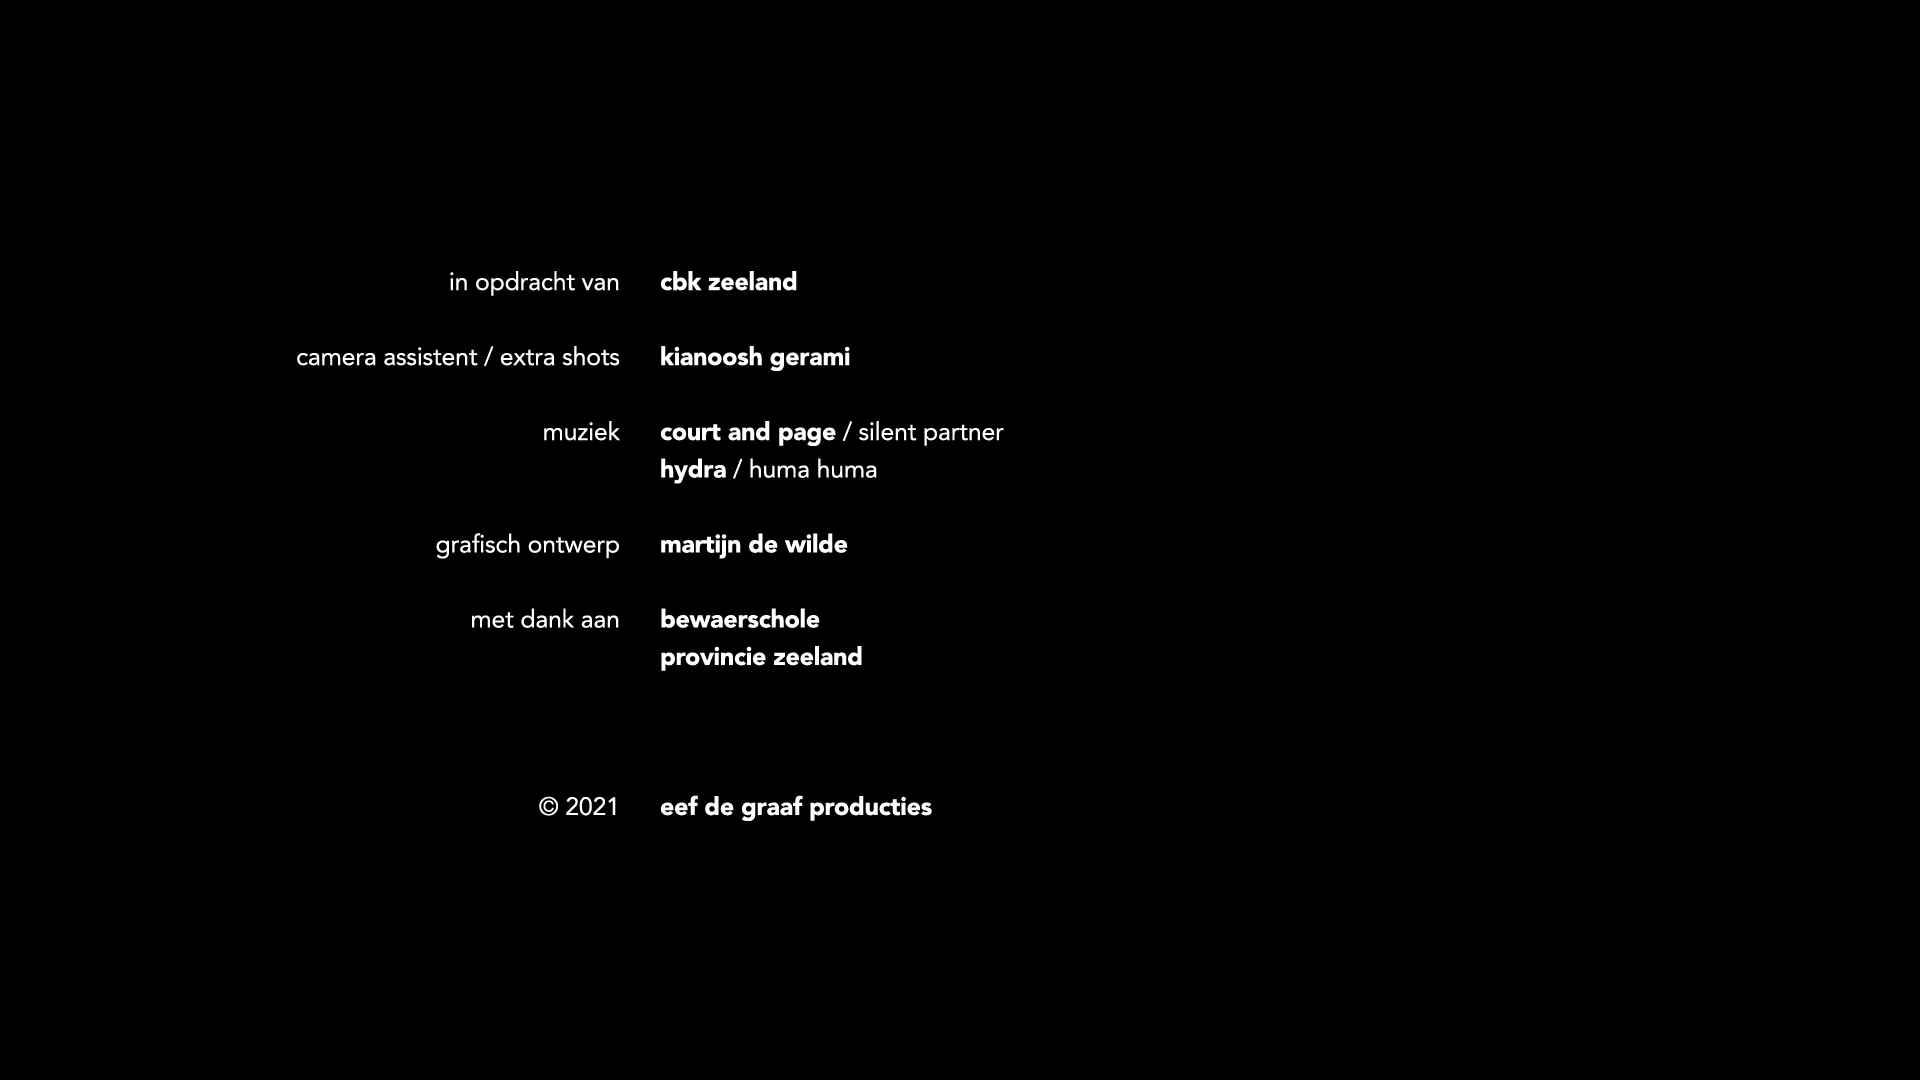 in opdracht van cbk zeeland
camera assistent / extra shots kianoosh gerami
muziek court and page / silent partner
hydra / huma huma
grafisch ontwerp martijn de wilde
met dank aan bewaerschole
provincie zeeland
© 2021 eef de graaf producties